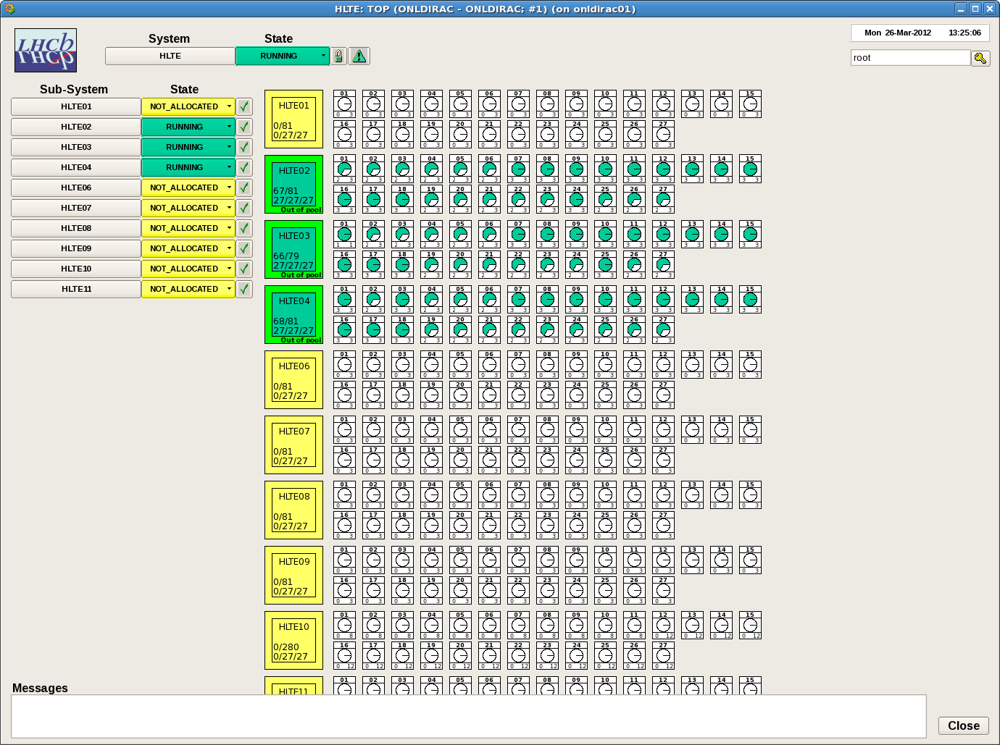 HLTE: TOP (ONLDIRAC - ONLDIRAC; #1) (on onldirac01)
LHCb
System State
HLTE RUNNING
Mon 26-Mar-2012 13:25:06
root
Sub-System State
HLTE01 NOT_ALLOCATED
HLTE02 RUNNING
HLTE03 RUNNING
HLTE04 RUNNING
HLTE06 NOT_ALLOCATED
HLTE07 NOT_ALLOCATED
HLTE08 NOT_ALLOCATED
HLTE09 NOT_ALLOCATED
HLTE10 NOT_ALLOCATED
HLTE11 NOT_ALLOCATED
HLTE01
0/81
0/27/27
01 02 03 04 05 06 07 08 09 10 11 12 13 14 15
0 3 0 3 0 3 0 3 0 3 0 3 0 3 0 3 0 3 0 3 0 3 0 3 0 3 0 3 0 3
16 17 18 19 20 21 22 23 24 25 26 27
0 3 0 3 0 3 0 3 0 3 0 3 0 3 0 3 0 3 0 3 0 3 0 3
HLTE02
67/81
27/27/27
Out of pool
01 02 03 04 05 06 07 08 09 10 11 12 13 14 15
2 3 2 3 2 3 2 3 2 3 2 3 3 3 3 3 3 3 3 3 3 3 3 3 3 3 3 3 3 3
16 17 18 19 20 21 22 23 24 25 26 27
3 3 3 3 3 3 2 3 2 3 2 3 2 3 2 3 3 3 2 3 2 3 2 3
HLTE03
66/79
27/27/27
Out of pool
01 02 03 04 05 06 07 08 09 10 11 12 13 14 15
1 1 2 3 2 3 2 3 2 3 2 3 3 3 3 3 3 3 3 3 3 3 3 3 3 3 3 3 3 3
16 17 18 19 20 21 22 23 24 25 26 27
3 3 3 3 3 3 2 3 2 3 2 3 2 3 2 3 2 3 3 3 2 3 2 3
HLTE04
68/81
27/27/27
Out of pool
01 02 03 04 05 06 07 08 09 10 11 12 13 14 15
3 3 2 3 3 3 2 3 2 3 2 3 3 3 3 3 3 3 3 3 3 3 3 3 3 3 3 3 3 3
16 17 18 19 20 21 22 23 24 25 26 27
3 3 3 3 3 3 2 3 2 3 2 3 2 3 2 3 2 3 2 3 2 3 2 3
HLTE06
0/81
0/27/27
01 02 03 04 05 06 07 08 09 10 11 12 13 14 15
0 3 0 3 0 3 0 3 0 3 0 3 0 3 0 3 0 3 0 3 0 3 0 3 0 3 0 3 0 3
16 17 18 19 20 21 22 23 24 25 26 27
0 3 0 3 0 3 0 3 0 3 0 3 0 3 0 3 0 3 0 3 0 3 0 3
HLTE07
0/81
0/27/27
01 02 03 04 05 06 07 08 09 10 11 12 13 14 15
0 3 0 3 0 3 0 3 0 3 0 3 0 3 0 3 0 3 0 3 0 3 0 3 0 3 0 3 0 3
16 17 18 19 20 21 22 23 24 25 26 27
0 3 0 3 0 3 0 3 0 3 0 3 0 3 0 3 0 3 0 3 0 3 0 3
HLTE08
0/81
0/27/27
01 02 03 04 05 06 07 08 09 10 11 12 13 14 15
0 3 0 3 0 3 0 3 0 3 0 3 0 3 0 3 0 3 0 3 0 3 0 3 0 3 0 3 0 3
16 17 18 19 20 21 22 23 24 25 26 27
0 3 0 3 0 3 0 3 0 3 0 3 0 3 0 3 0 3 0 3 0 3 0 3
HLTE09
0/81
0/27/27
01 02 03 04 05 06 07 08 09 10 11 12 13 14 15
0 3 0 3 0 3 0 3 0 3 0 3 0 3 0 3 0 3 0 3 0 3 0 3 0 3 0 3 0 3
16 17 18 19 20 21 22 23 24 25 26 27
0 3 0 3 0 3 0 3 0 3 0 3 0 3 0 3 0 3 0 3 0 3 0 3
HLTE10
0/280
0/27/27
01 02 03 04 05 06 07 08 09 10 11 12 13 14 15
0 8 0 8 0 8 0 8 0 8 0 8 0 8 0 8 0 8 0 8 0 8 0 12 0 12 0 12 0 12
16 17 18 19 20 21 22 23 24 25 26 27
0 12 0 12 0 12 0 12 0 12 0 12 0 12 0 12 0 12 0 12 0 12 0 12
HLTE11
01 02 03 04 05 06 07 08 09 10 11 12 13 14 15
Messages
Close